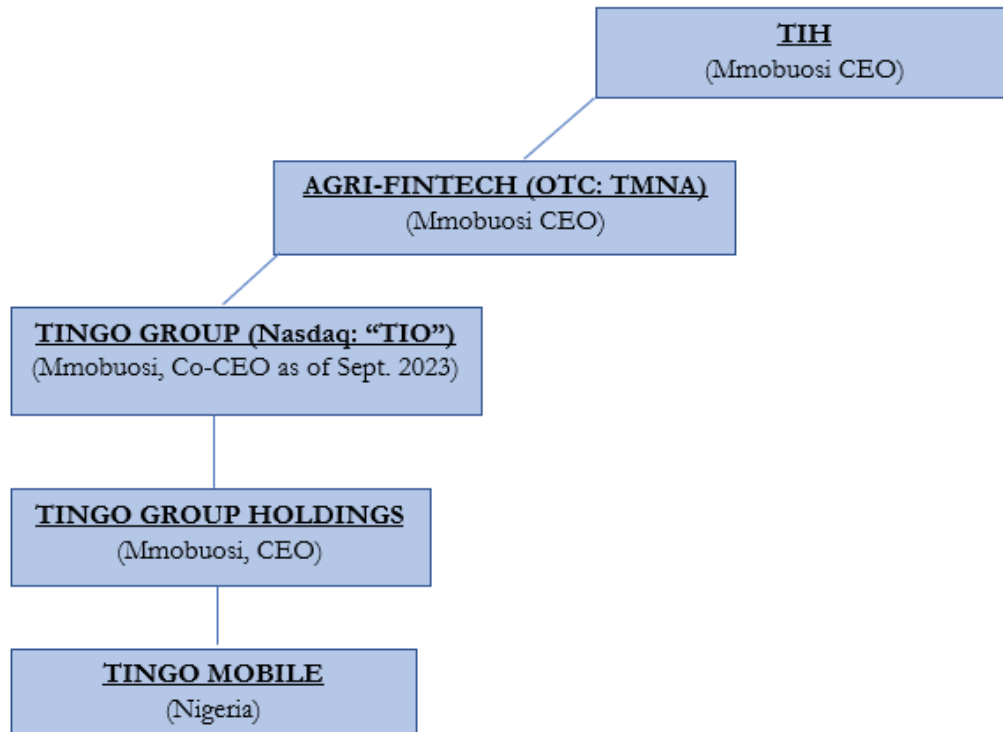 TIH
(Mmobuosi CEO)
AGRI-FINTECH (OTC: TMNA)
(Mmobuosi CEO)
TINGO GROUP (Nasdaq: “TIO”)
(Mmobuosi, Co-CEO as of Sept. 2023)
TINGO GROUP HOLDINGS
(Mmobuosi, CEO)
TINGO MOBILE
(Nigeria)